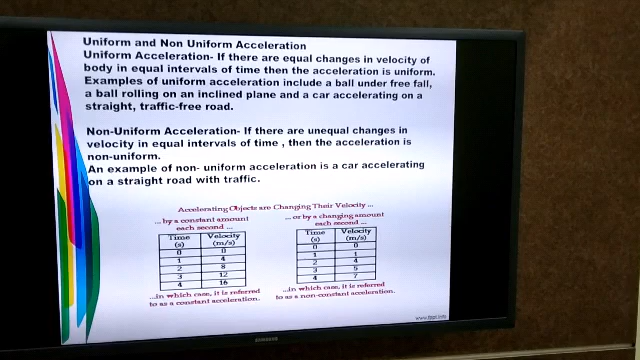 Uniform and Non Uniform Acceleration
Uniform Acceleration- If there are equal changes in velocity of
body in equal intervals of time then the acceleration is uniform.
Examples of uniform acceleration include a ball under free fall,
a ball rolling on an inclined plane and a car accelerating on a
straight, traffic-free road.
Non-Uniform Acceleration- If there are unequal changes in
velocity in equal intervals of time , then the acceleration is
non-uniform.
An example of non- uniform acceleration is a car accelerating
on a straight road with traffic.
Accelerating Objects are Changing Their Velocity ...
... by a constant amount
each second ...
Time (s) Velocity (m/s)
0 0
1 4
2 8
3 12
4 16
...in which case, it is referred
to as a constant acceleration.
... or by a changing amount
each second ...
Time (s) Velocity (m/s)
0 0
1 1
2 4
3 5
4 7
...in which case, it is referred
to as a non-constant acceleration.
SAMSUNG